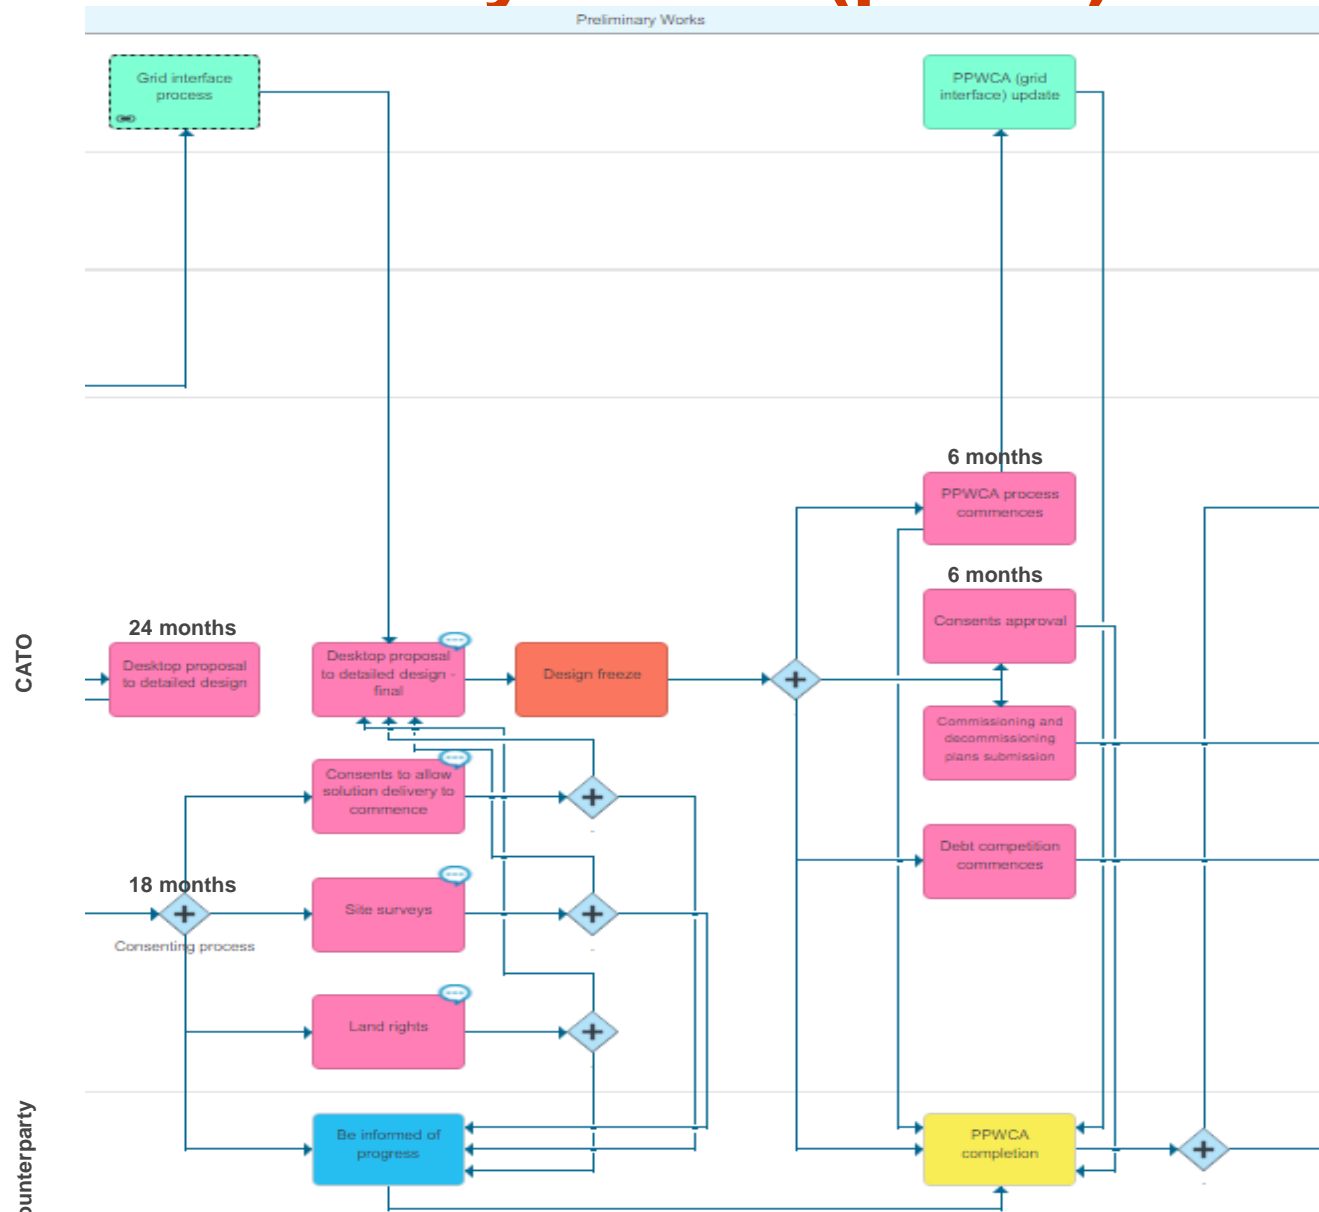 Preliminary Works
Grid interface
process
PPWCA (grid
interface) update
6 months
PPWCA process
commences
6 months
Consents approval
24 months
Desktop proposal
to detailed design
Desktop proposal
to detailed design -
final
Design freeze
Commissioning and
decommissioning
plans submission
Consents to allow
solution delivery to
commence
Debt competition
commences
18 months
Consenting process
Site surveys
Land rights
Be informed of
progress
PPWCA
completion
CATO
ounterparty